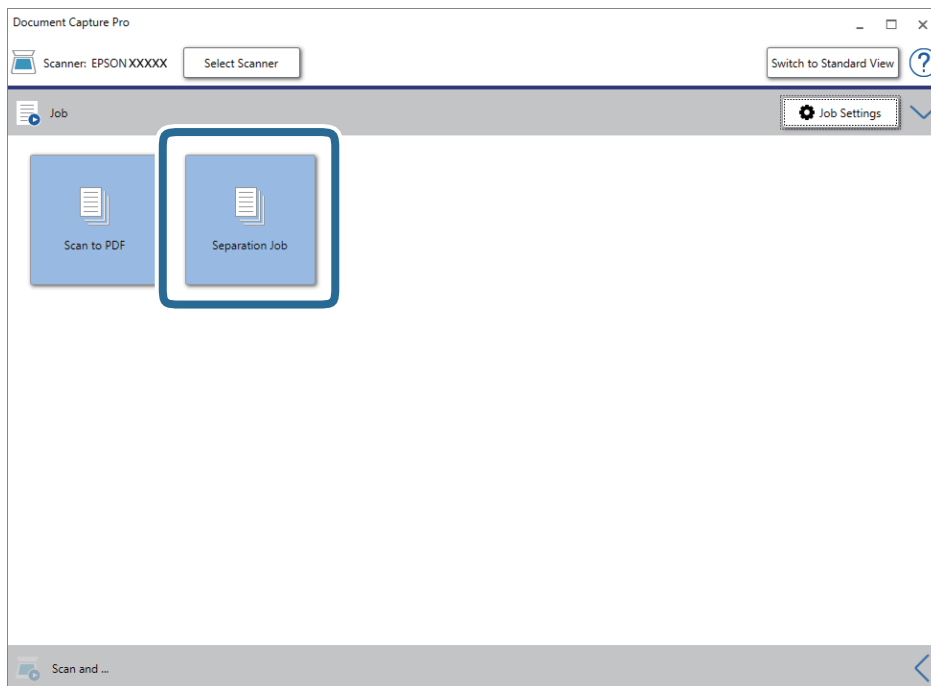 Document Capture Pro
Scanner: EPSON XXXXX
Select Scanner
Switch to Standard View
?
Job
Job Settings
Scan to PDF
Separation Job
Scan and ...